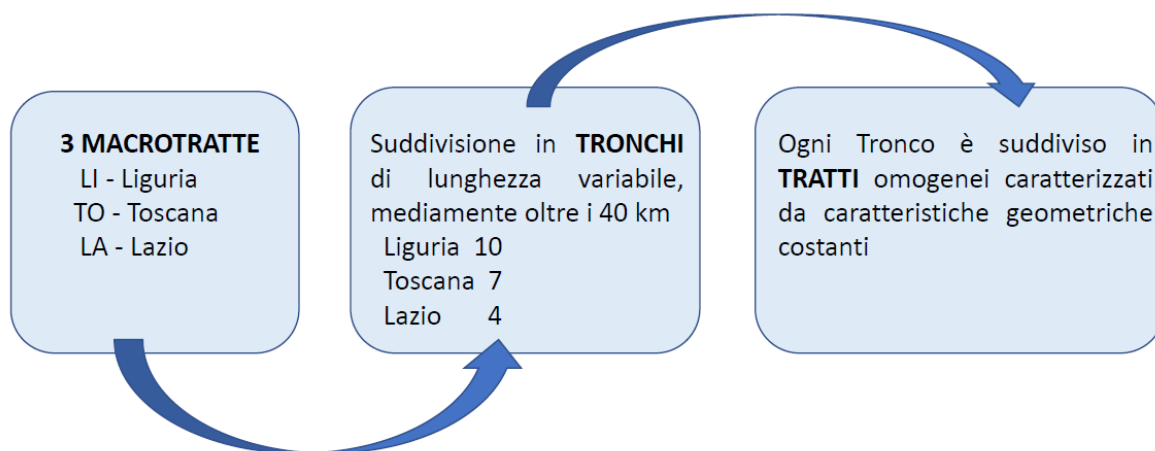 3 MACROTRATTE
LI - Liguria
TO - Toscana
LA - Lazio
Suddivisione in TRONCHI
di lunghezza variabile,
mediamente oltre i 40 km
Liguria 10
Toscana 7
Lazio 4
Ogni Tronco è suddiviso in
TRATTI omogenei caratterizzati
da caratteristiche geometriche
costanti